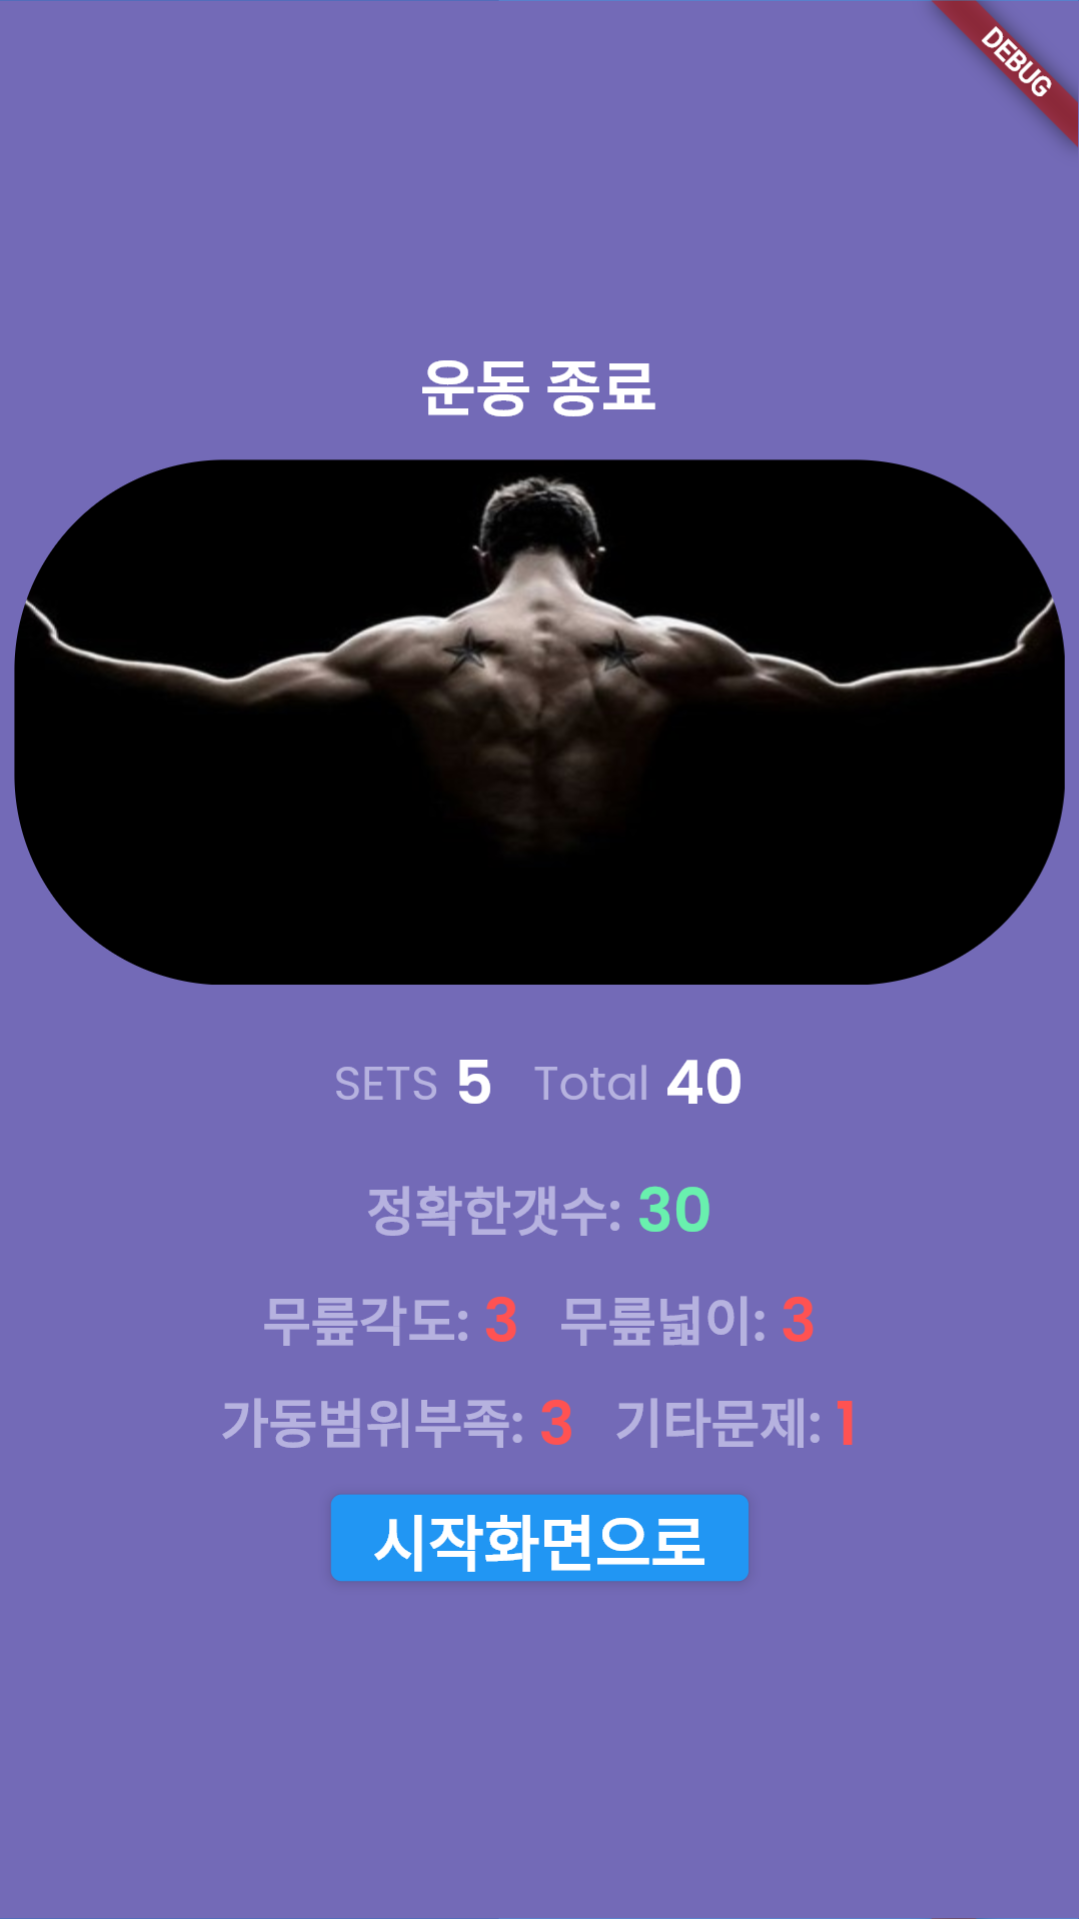 DEBUG
운동 종료
SETS 5 Total 40
정확한갯수: 30
무릎각도: 3 무릎넓이: 3
가동범위부족: 3 기타문제: 1
시작화면으로